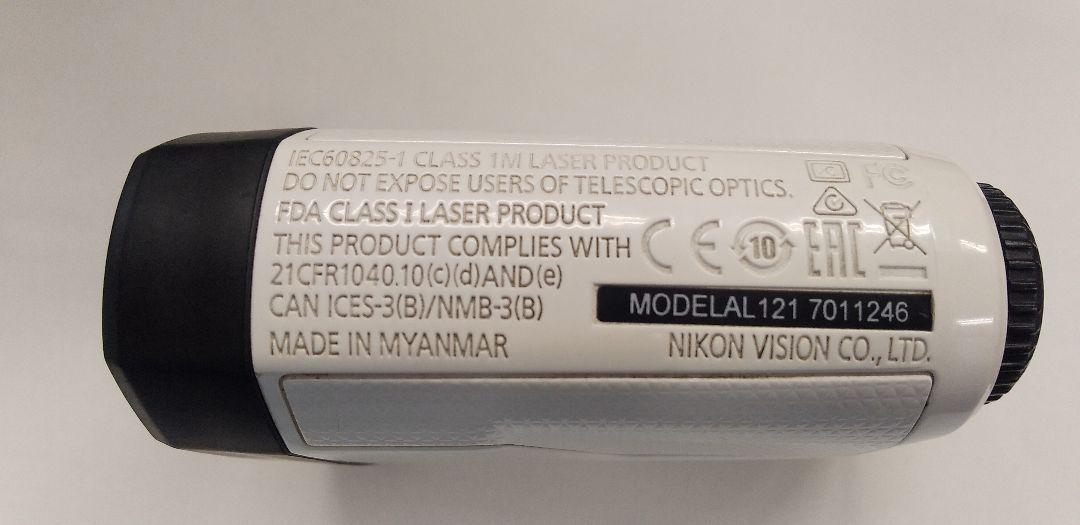 IEC60825-1 CLASS 1M LASER PRODUCT
DO NOT EXPOSE USERS OF TELESCOPIC OPTICS.
FDA CLASS I LASER PRODUCT
THIS PRODUCT COMPLIES WITH
21CFR1040.10(c)(d)AND(e)
CAN ICES-3(B)/NMB-3(B)
MADE IN MYANMAR
FC
CE 10 EAC
MODELAL121 7011246
NIKON VISION CO., LTD.